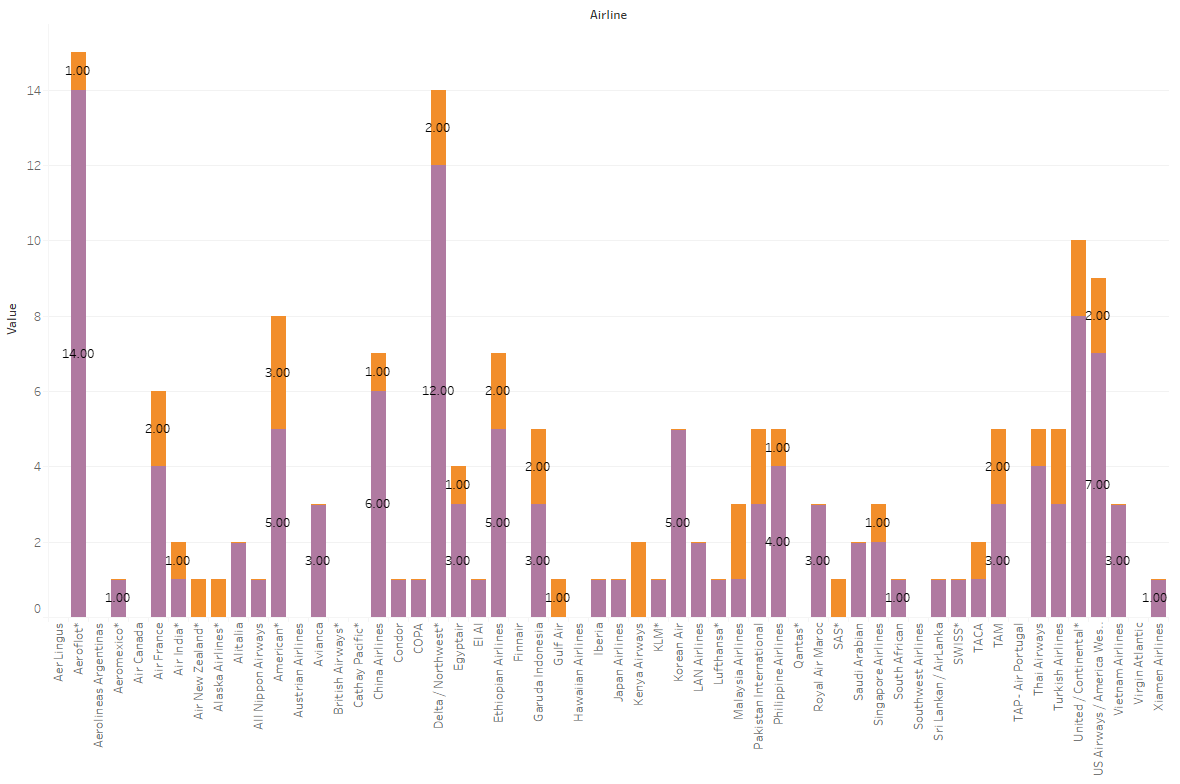 Airline
Value
14
12
10
8
6
4
2
0
1.00
14.00
1.00
2.00
1.00
3.00
5.00
3.00
1.00
6.00
2.00
12.00
1.00
3.00
2.00
5.00
2.00
3.00
1.00
5.00
1.00
4.00
3.00
1.00
1.00
2.00
3.00
2.00
7.00
3.00
1.00
Aer Lingus
Aeroflot*
Aerolineas Argentinas
Aeromexico*
Air Canada
Air France
Air India*
Air New Zealand*
Alaska Airlines*
Alitalia
All Nippon Airways
American*
Austrian Airlines
Avianca
British Airways*
Cathay Pacific*
China Airlines
Condor
COPA
Delta / Northwest*
Egyptair
El Al
Ethiopian Airlines
Finnair
Garuda Indonesia
Gulf Air
Hawaiian Airlines
Iberia
Japan Airlines
Kenya Airways
KLM*
Korean Air
LAN Airlines
Lufthansa*
Malaysia Airlines
Pakistan International
Philippine Airlines
Qantas*
Royal Air Maroc
SAS*
Saudi Arabian
Singapore Airlines
South African
Southwest Airlines
Sri Lankan / AirLanka
SWISS*
TACA
TAM
TAP - Air Portugal
Thai Airways
Turkish Airlines
United / Continental*
US Airways / America Wes..
Vietnam Airlines
Virgin Atlantic
Xiamen Airlines